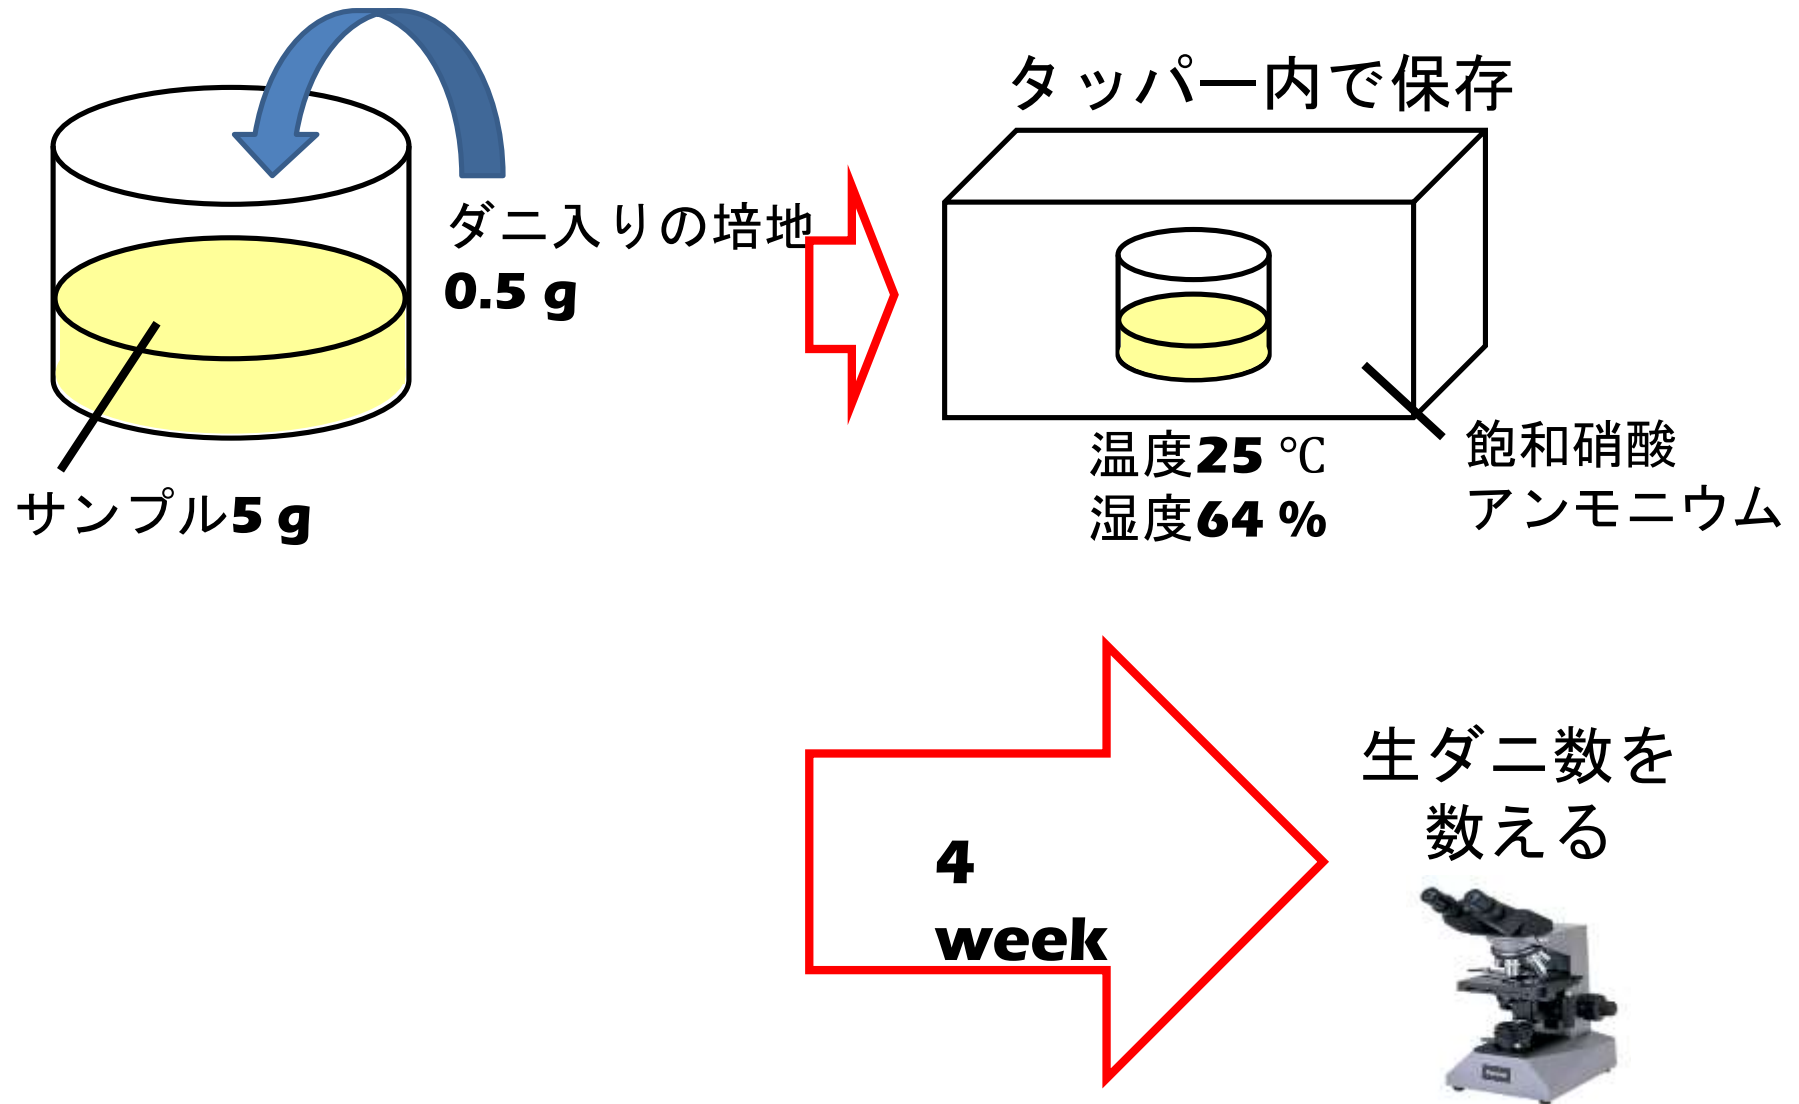 ダニ入りの培地
0.5 g
サンプル5 g
タッパー内で保存
温度25 ℃
湿度64 %
飽和硝酸
アンモニウム
4
week
生ダニ数を
数える